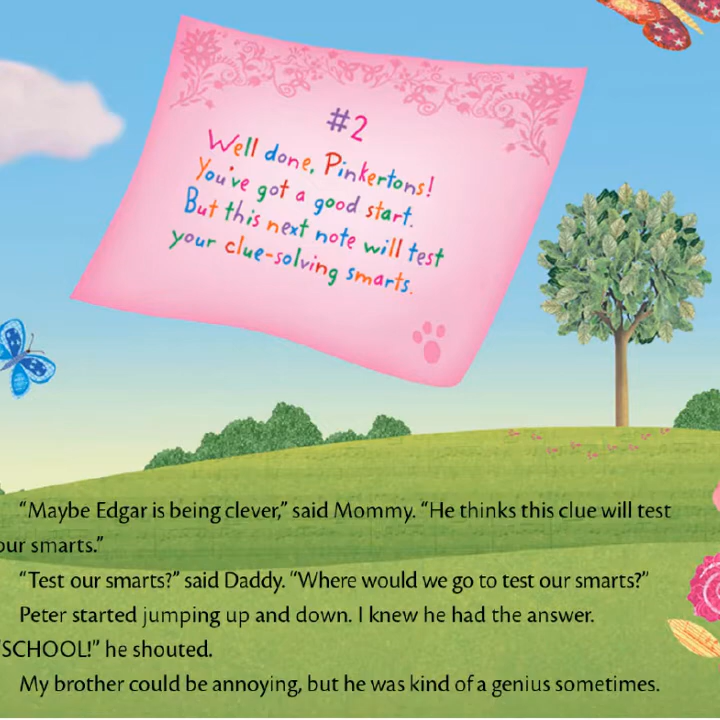 #2
Well done, Pinkertons!
You've got a good start.
But this next note will test
your clue-solving smarts.
“Maybe Edgar is being clever,” said Mommy. “He thinks this clue will test
our smarts.”
“Test our smarts?” said Daddy. “Where would we go to test our smarts?”
Peter started jumping up and down. I knew he had the answer.
“SCHOOL!” he shouted.
My brother could be annoying, but he was kind of a genius sometimes.